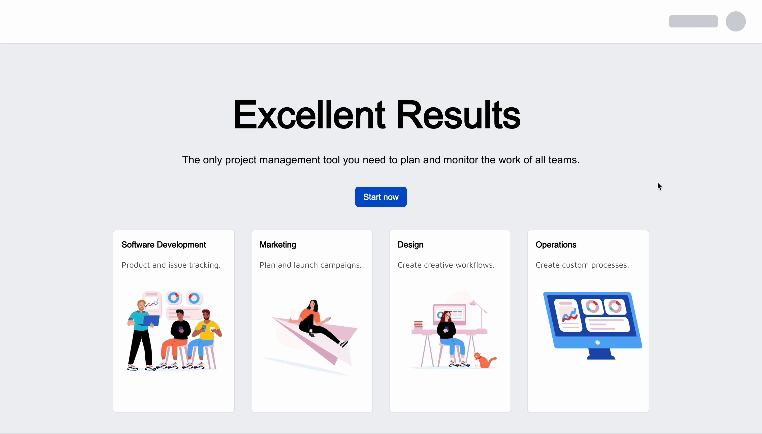 Excellent Results
The only project management tool you need to plan and monitor the work of all teams.
Start now
Software Development
Product and issue tracking.
Marketing
Plan and launch campaigns.
Design
Create creative workflows.
Operations
Create custom processes.